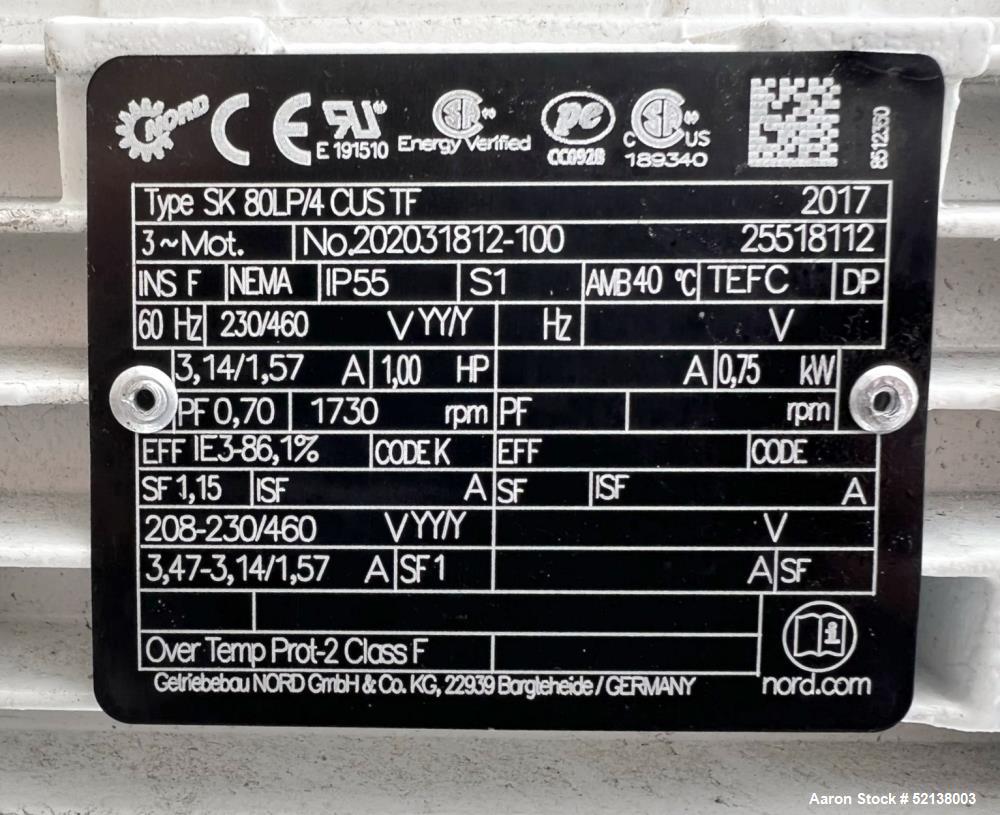 NORD CE E 191510 Energy Verified pc CC092B C US 189340
8512350
Type SK 80LP/4 CUS TF 2017
3~Mot. No.202031812-100 25518112
INS F NEMA IP55 S1 AMB 40 °C TEFC DP
60 Hz 230/460 V YY/Y Hz V
3,14/1,57 A 1,00 HP A 0,75 kW
PF 0,70 1730 rpm PF rpm
EFF IE3-86,1% CODE K EFF CODE
SF 1,15 ISF A SF ISF A
208-230/460 V YY/Y V
3,47-3,14/1,57 A SF 1 A SF
Over Temp Prot-2 Class F
Getriebebau NORD GmbH & Co. KG, 22939 Bargteheide / GERMANY nord.com
Aaron Stock # 52138003